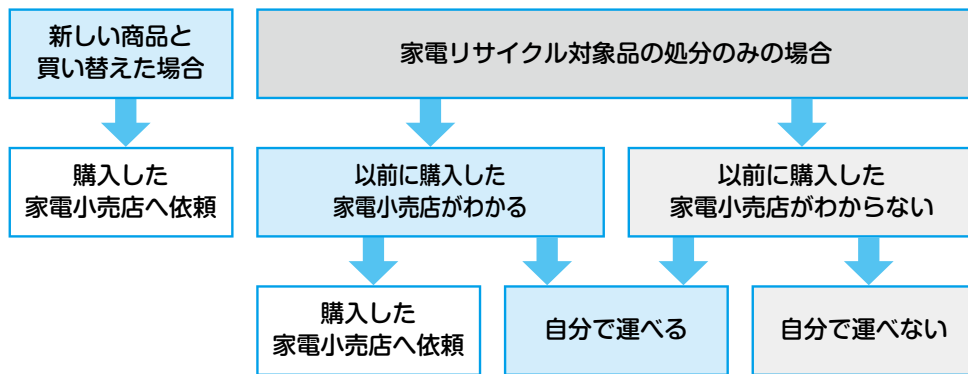 新しい商品と
買い替えた場合
家電リサイクル対象品の処分のみの場合
購入した
家電小売店へ依頼
以前に購入した
家電小売店がわかる
以前に購入した
家電小売店がわからない
購入した
家電小売店へ依頼
自分で運べる
自分で運べない